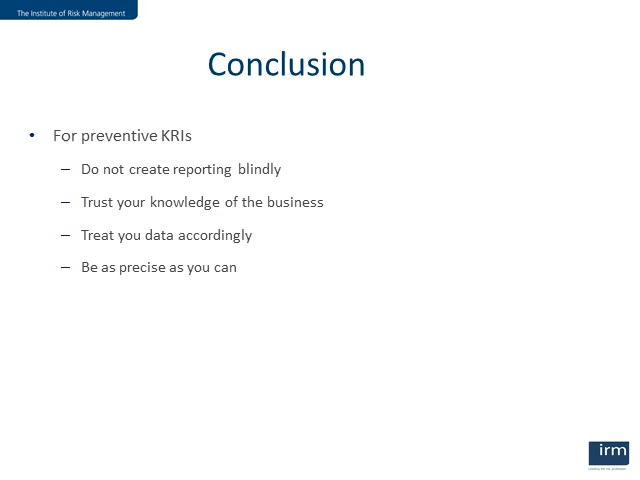 The Institute of Risk Management
Conclusion
• For preventive KRIs
– Do not create reporting blindly
– Trust your knowledge of the business
– Treat you data accordingly
– Be as precise as you can
irm